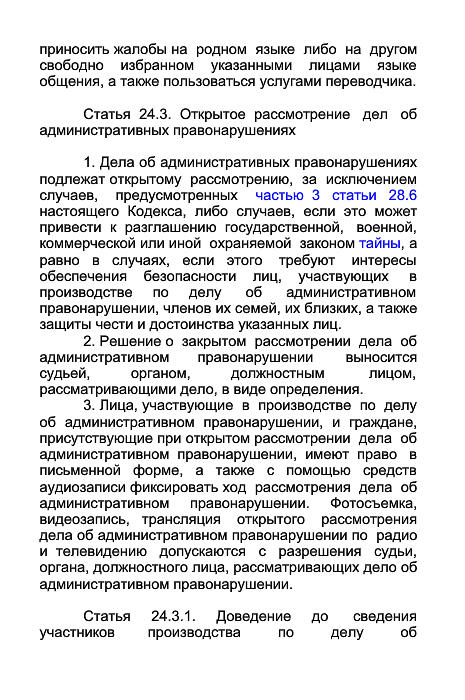 приносить жалобы на родном языке либо на другом
свободно избранном указанными лицами языке
общения, а также пользоваться услугами переводчика.
Статья 24.3. Открытое рассмотрение дел об
административных правонарушениях
1. Дела об административных правонарушениях
подлежат открытому рассмотрению, за исключением
случаев, предусмотренных частью 3 статьи 28.6
настоящего Кодекса, либо случаев, если это может
привести к разглашению государственной, военной,
коммерческой или иной охраняемой законом тайны, а
равно в случаях, если этого требуют интересы
обеспечения безопасности лиц, участвующих в
производстве по делу об административном
правонарушении, членов их семей, их близких, а также
защиты чести и достоинства указанных лиц.
2. Решение о закрытом рассмотрении дела об
административном правонарушении выносится
судьей, органом, должностным лицом,
рассматривающими дело, в виде определения.
3. Лица, участвующие в производстве по делу
об административном правонарушении, и граждане,
присутствующие при открытом рассмотрении дела об
административном правонарушении, имеют право в
письменной форме, а также с помощью средств
аудиозаписи фиксировать ход рассмотрения дела об
административном правонарушении. Фотосъемка,
видеозапись, трансляция открытого рассмотрения
дела об административном правонарушении по радио
и телевидению допускаются с разрешения судьи,
органа, должностного лица, рассматривающих дело об
административном правонарушении.
Статья 24.3.1. Доведение до сведения
участников производства по делу об